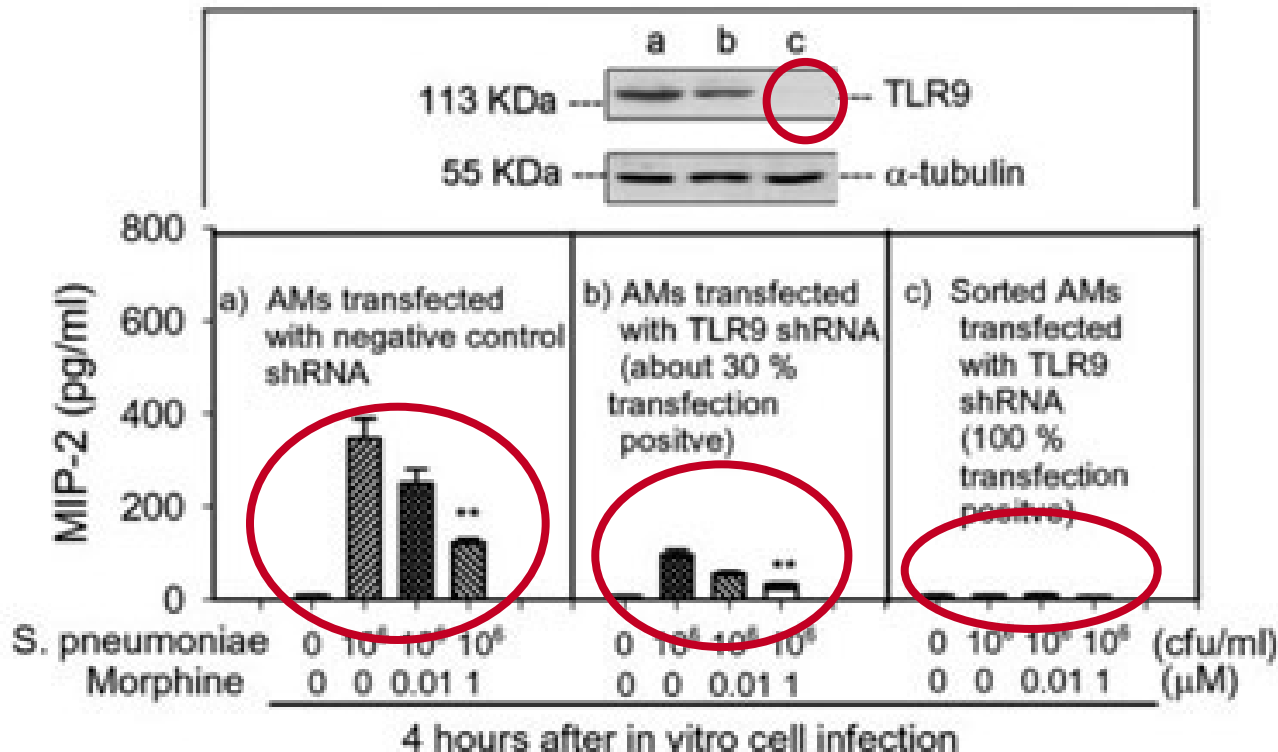 a b c
113 KDa --- --- TLR9
55 KDa --- --- α-tubulin
MIP-2 (pg/ml)
800
600
400
200
0
a) AMs transfected
with negative control
shRNA
**
b) AMs transfected
with TLR9 shRNA
(about 30 %
transfection
positve)
**
c) Sorted AMs
transfected
with TLR9
shRNA
(100 %
transfection
positve)
S. pneumoniae 0 10⁶ 10⁶ 10⁶ 0 10⁶ 10⁶ 10⁶ 0 10⁶ 10⁶ 10⁶ (cfu/ml)
Morphine 0 0 0.01 1 0 0 0.01 1 0 0 0.01 1 (μM)
4 hours after in vitro cell infection